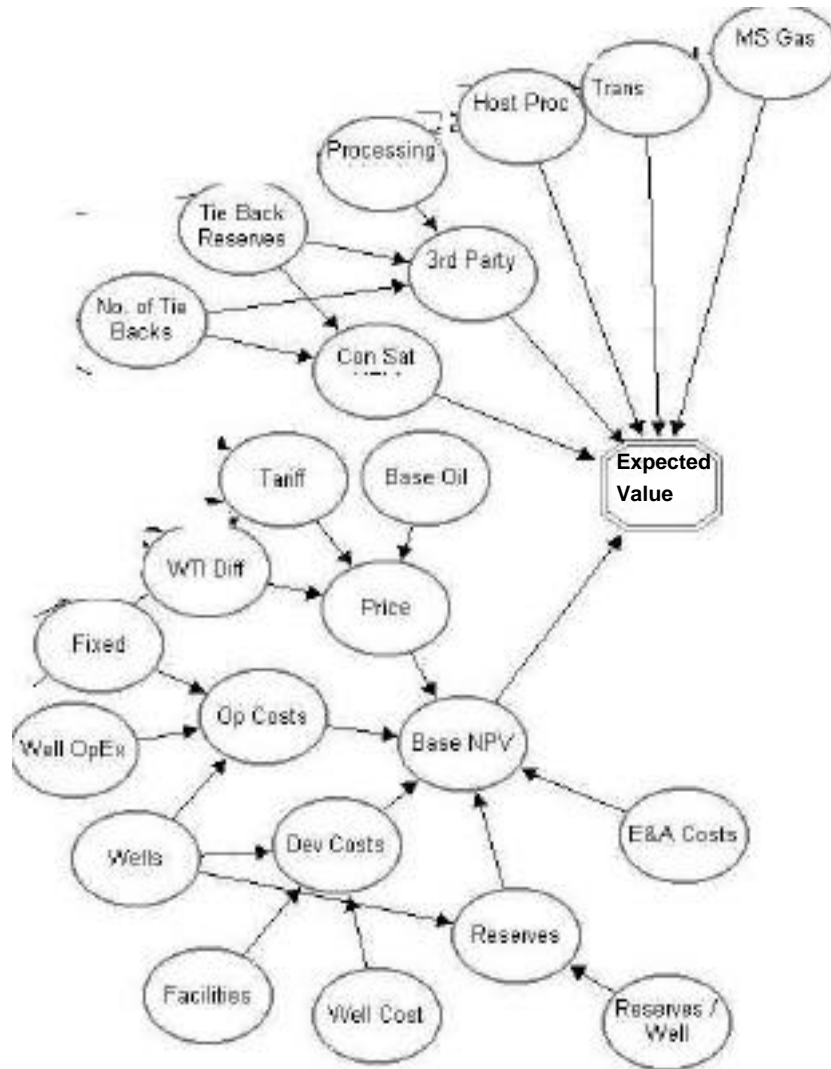 MS Gas
Trans
Host Proc
Processing
Tie Back
Reserves
3rd Party
No. of Tie
Backs
Con Sat
Expected
Value
Tariff
Base Oil
WTI Diff
Price
Fixed
Op Costs
Well OpEx
Base NPV
Wells
Dev Costs
E&A Costs
Reserves
Facilities
Well Cost
Reserves /
Well